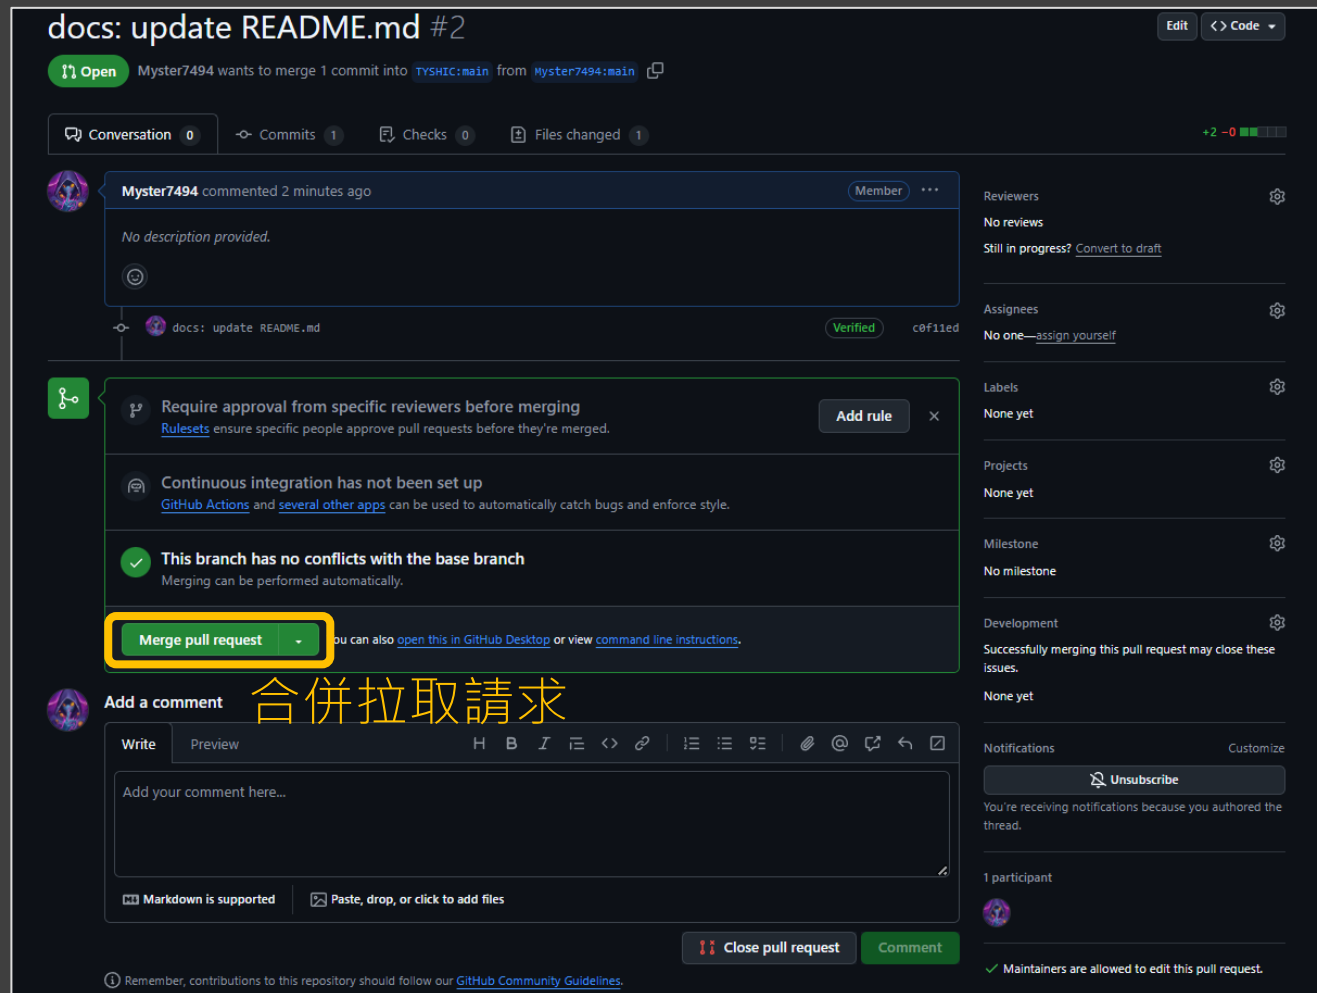 docs: update README.md #2
Edit
<> Code
Open
Myster7494 wants to merge 1 commit into TYSHIC:main from Myster7494:main
Conversation 0
Commits 1
Checks 0
Files changed 1
+2 −0
Myster7494 commented 2 minutes ago
Member
No description provided.
docs: update README.md
Verified
c0f11ed
Require approval from specific reviewers before merging
Rulesets ensure specific people approve pull requests before they're merged.
Add rule
Continuous integration has not been set up
GitHub Actions and several other apps can be used to automatically catch bugs and enforce style.
This branch has no conflicts with the base branch
Merging can be performed automatically.
Merge pull request
ou can also open this in GitHub Desktop or view command line instructions.
合併拉取請求
Add a comment
Write
Preview
Add your comment here...
Markdown is supported
Paste, drop, or click to add files
Close pull request
Comment
Remember, contributions to this repository should follow our GitHub Community Guidelines.
Reviewers
No reviews
Still in progress? Convert to draft
Assignees
No one—assign yourself
Labels
None yet
Projects
None yet
Milestone
No milestone
Development
Successfully merging this pull request may close these
issues.
None yet
Notifications
Customize
Unsubscribe
You're receiving notifications because you authored the
thread.
1 participant
Maintainers are allowed to edit this pull request.